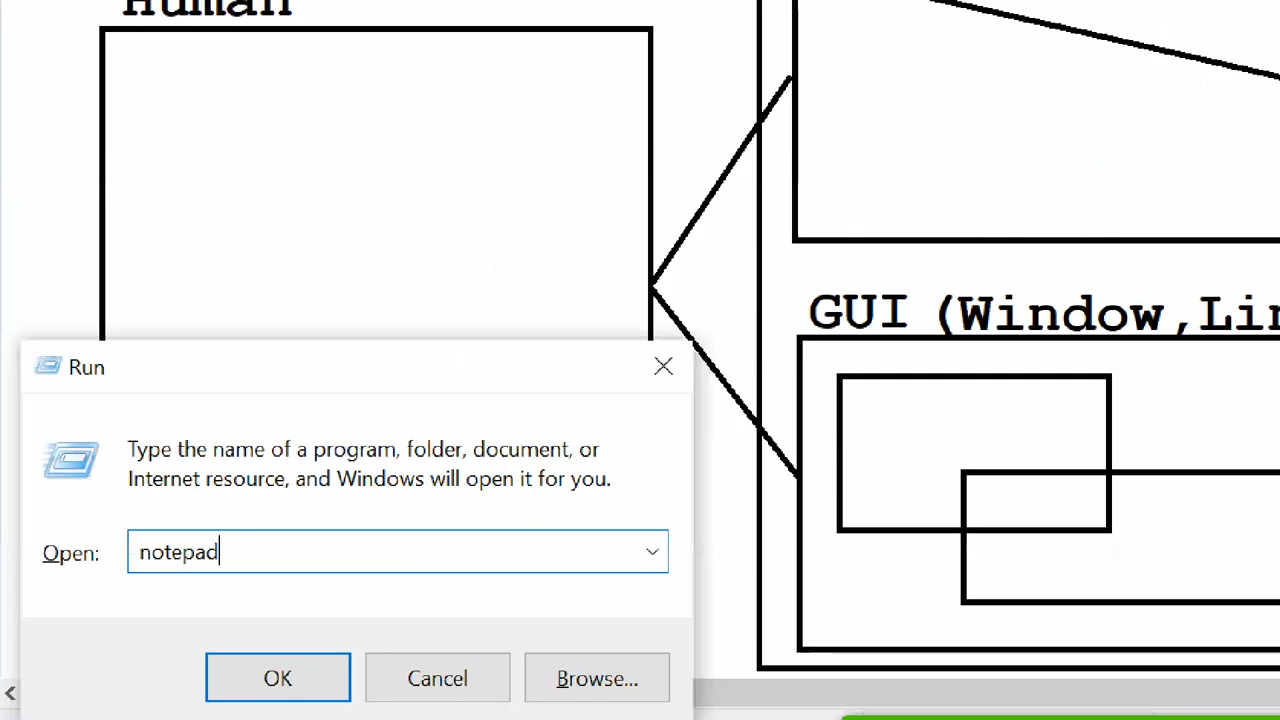 Human
GUI (Window,Lin
Run
Type the name of a program, folder, document, or
Internet resource, and Windows will open it for you.
Open:
notepad
OK
Cancel
Browse...